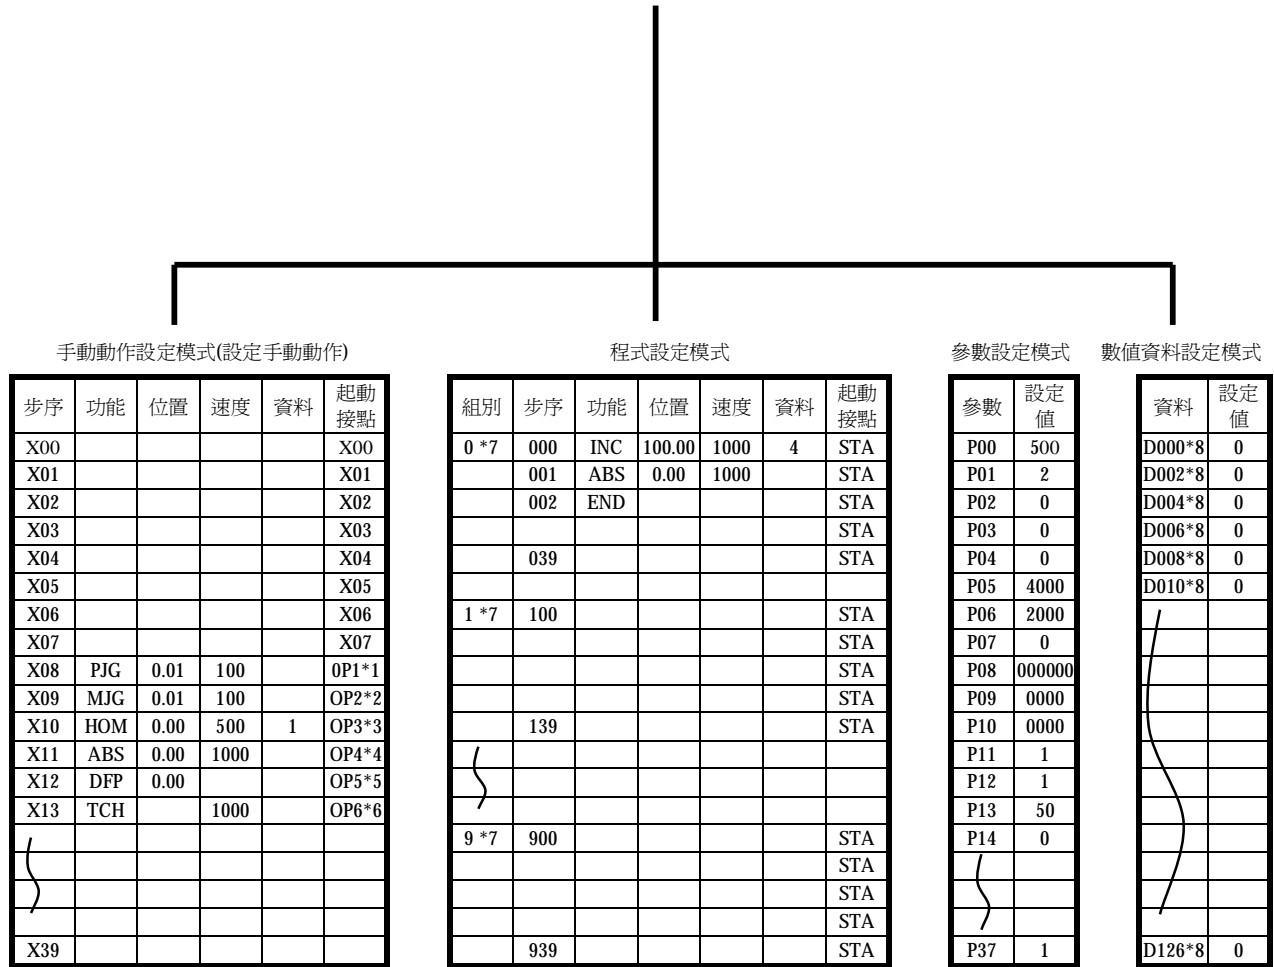 手動動作設定模式(設定手動動作)
步序 功能 位置 速度 資料 起動接點
X00 X00
X01 X01
X02 X02
X03 X03
X04 X04
X05 X05
X06 X06
X07 X07
X08 PJG 0.01 100 0P1*1
X09 MJG 0.01 100 OP2*2
X10 HOM 0.00 500 1 OP3*3
X11 ABS 0.00 1000 OP4*4
X12 DFP 0.00 OP5*5
X13 TCH 1000 OP6*6
X39
程式設定模式
組別 步序 功能 位置 速度 資料 起動接點
0 *7 000 INC 100.00 1000 4 STA
001 ABS 0.00 1000 STA
002 END STA
STA
039 STA
1 *7 100 STA
STA
STA
STA
139 STA
9 *7 900 STA
STA
STA
STA
939 STA
參數設定模式
參數 設定值
P00 500
P01 2
P02 0
P03 0
P04 0
P05 4000
P06 2000
P07 0
P08 000000
P09 0000
P10 0000
P11 1
P12 1
P13 50
P14 0
P37 1
數值資料設定模式
資料 設定值
D000*8 0
D002*8 0
D004*8 0
D006*8 0
D008*8 0
D010*8 0
D126*8 0